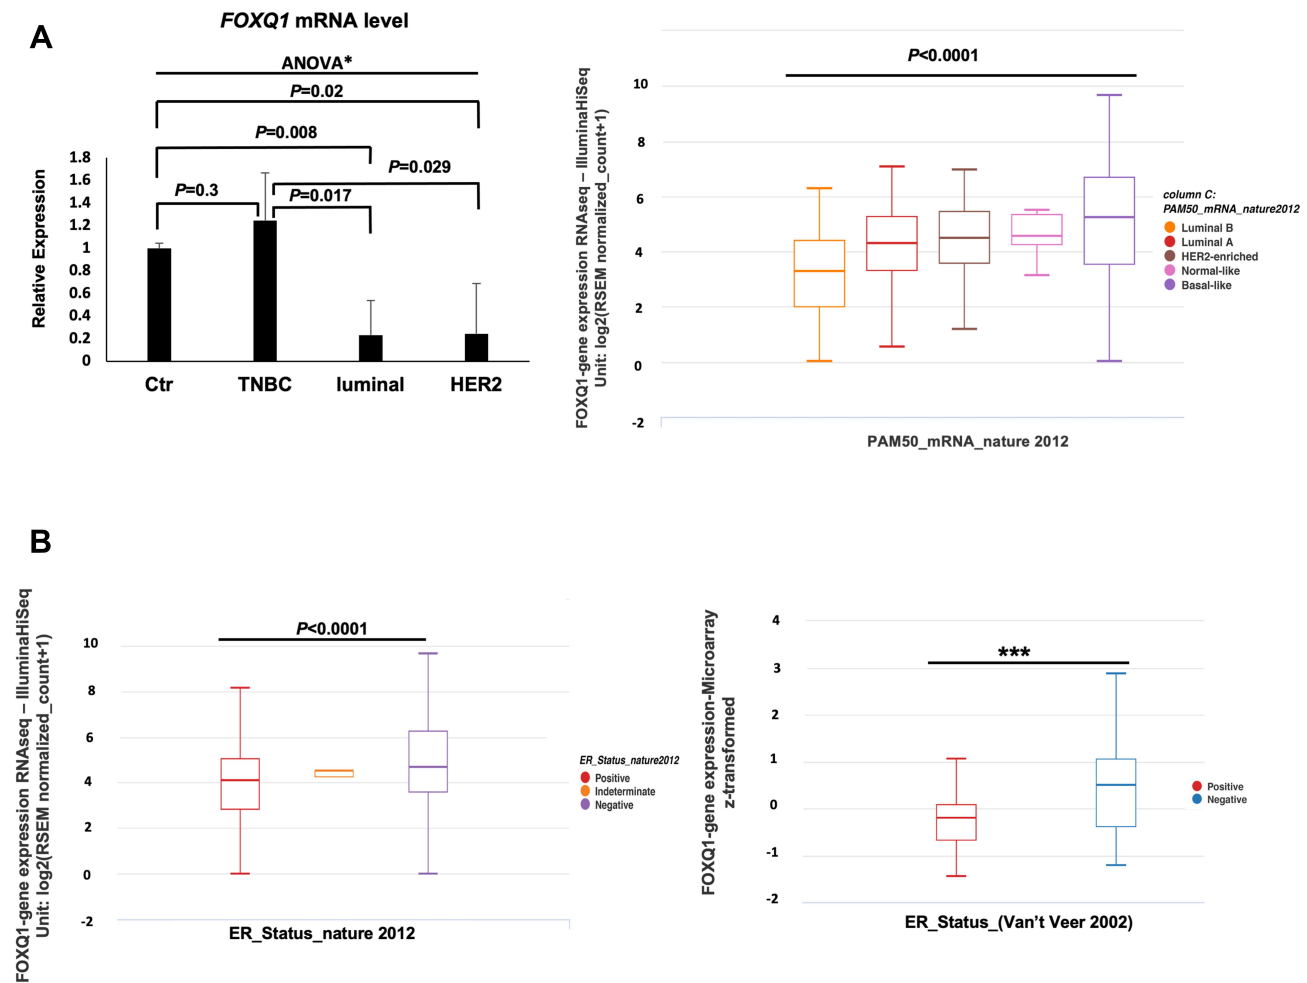 A
FOXQ1 mRNA level
ANOVA*
P=0.02
P=0.008
P=0.029
P=0.3
P=0.017
Relative Expression
1.8
1.6
1.4
1.2
1
0.8
0.6
0.4
0.2
0
Ctr TNBC luminal HER2
P<0.0001
FOXQ1-gene expression RNAseq – IlluminaHiSeq
Unit: log2(RSEM normalized_count+1)
10
8
6
4
2
0
-2
PAM50_mRNA_nature 2012
column C:
PAM50_mRNA_nature2012
Luminal B
Luminal A
HER2-enriched
Normal-like
Basal-like
B
FOXQ1-gene expression RNAseq – IlluminaHiSeq
Unit: log2(RSEM normalized_count+1)
P<0.0001
10
8
6
4
2
0
-2
ER_Status_nature 2012
ER_Status_nature2012
Positive
Indeterminate
Negative
FOXQ1-gene expression-Microarray
z-transformed
***
4
3
2
1
0
-1
-2
ER_Status_(Van't Veer 2002)
Positive
Negative